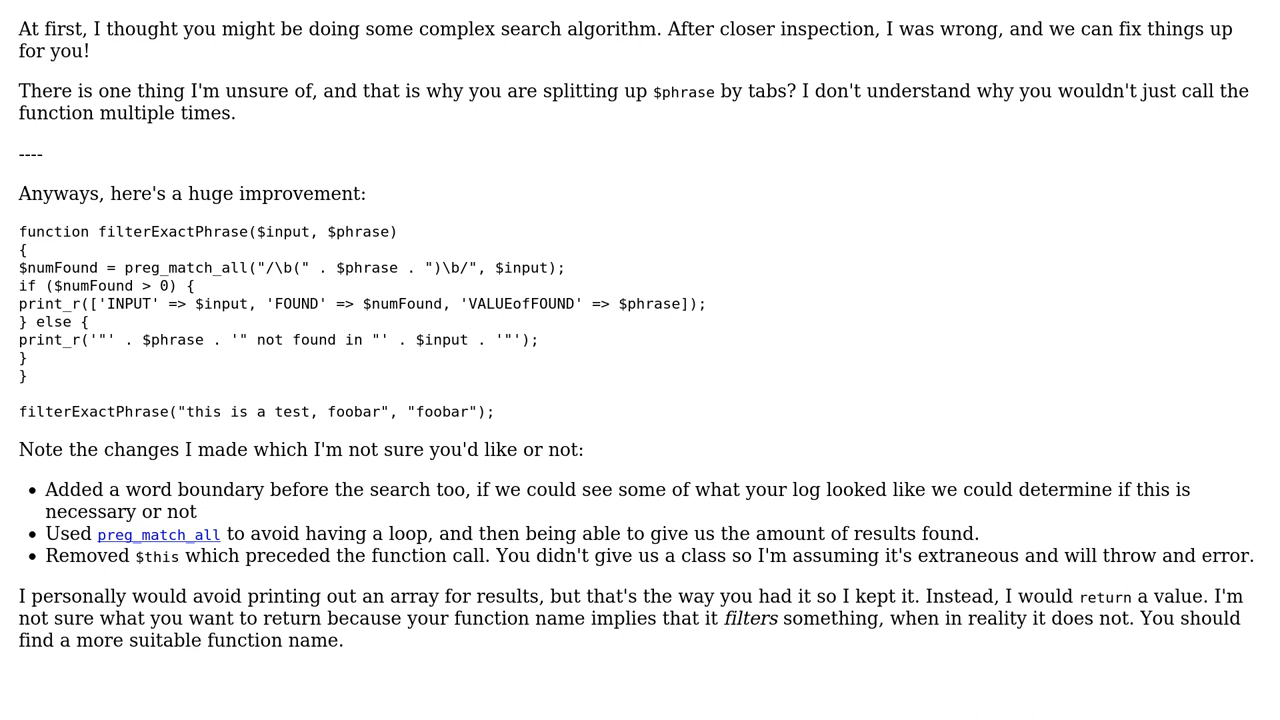 At first, I thought you might be doing some complex search algorithm. After closer inspection, I was wrong, and we can fix things up
for you!
There is one thing I'm unsure of, and that is why you are splitting up $phrase by tabs? I don't understand why you wouldn't just call the
function multiple times.
----
Anyways, here's a huge improvement:
function filterExactPhrase($input, $phrase)
{
$numFound = preg_match_all("/\b(" . $phrase . ")\b/", $input);
if ($numFound > 0) {
print_r(['INPUT' => $input, 'FOUND' => $numFound, 'VALUEofFOUND' => $phrase]);
} else {
print_r('"' . $phrase . '" not found in "' . $input . '"');
}
}
filterExactPhrase("this is a test, foobar", "foobar");
Note the changes I made which I'm not sure you'd like or not:
• Added a word boundary before the search too, if we could see some of what your log looked like we could determine if this is
necessary or not
• Used preg_match_all to avoid having a loop, and then being able to give us the amount of results found.
• Removed $this which preceded the function call. You didn't give us a class so I'm assuming it's extraneous and will throw and error.
I personally would avoid printing out an array for results, but that's the way you had it so I kept it. Instead, I would return a value. I'm
not sure what you want to return because your function name implies that it filters something, when in reality it does not. You should
find a more suitable function name.